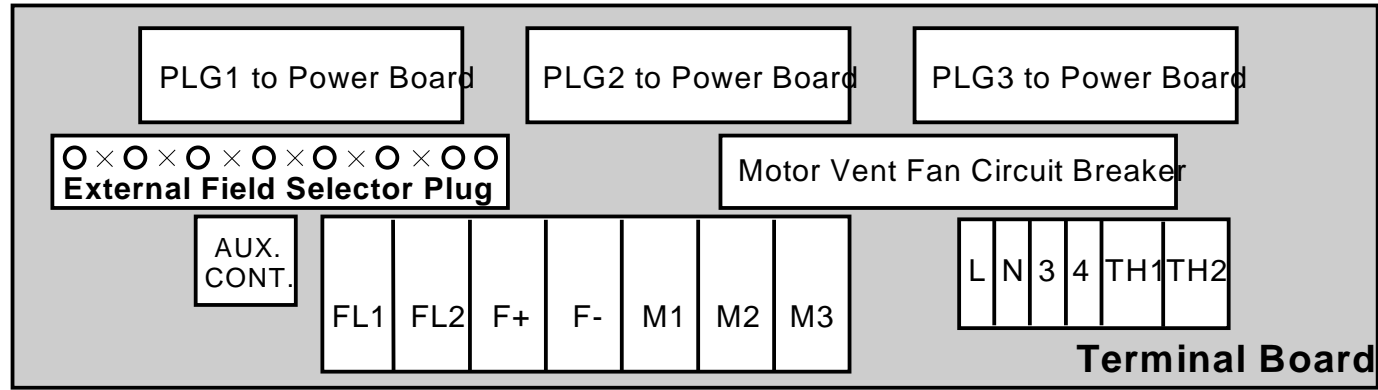 PLG1 to Power Board
PLG2 to Power Board
PLG3 to Power Board
External Field Selector Plug
Motor Vent Fan Circuit Breaker
AUX.
CONT.
FL1 FL2 F+ F- M1 M2 M3
L N 3 4 TH1 TH2
Terminal Board